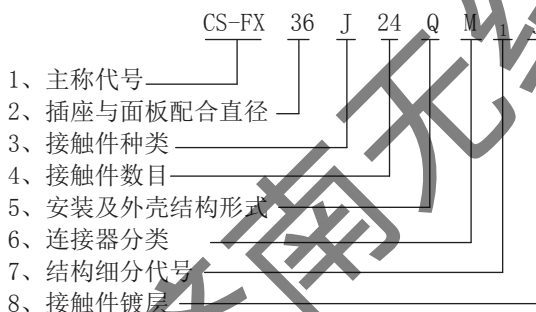 CS-FX 36 J 24 Q M 1
1、主称代号
2、插座与面板配合直径
3、接触件种类
4、接触件数目
5、安装及外壳结构形式
6、连接器分类
7、结构细分代号
8、接触件镀层
济南无